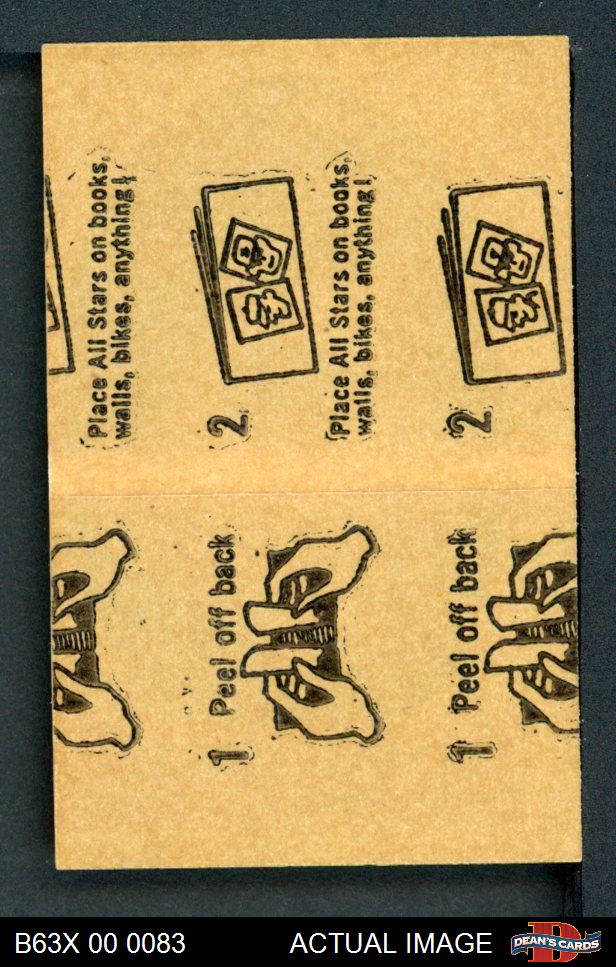 Place All Stars on books,
walls, bikes, anything!
2
Place All Stars on books,
walls, bikes, anything!
2
1 Peel off back
1 Peel off back
B63X 00 0083
ACTUAL IMAGE
DEAN'S CARDS